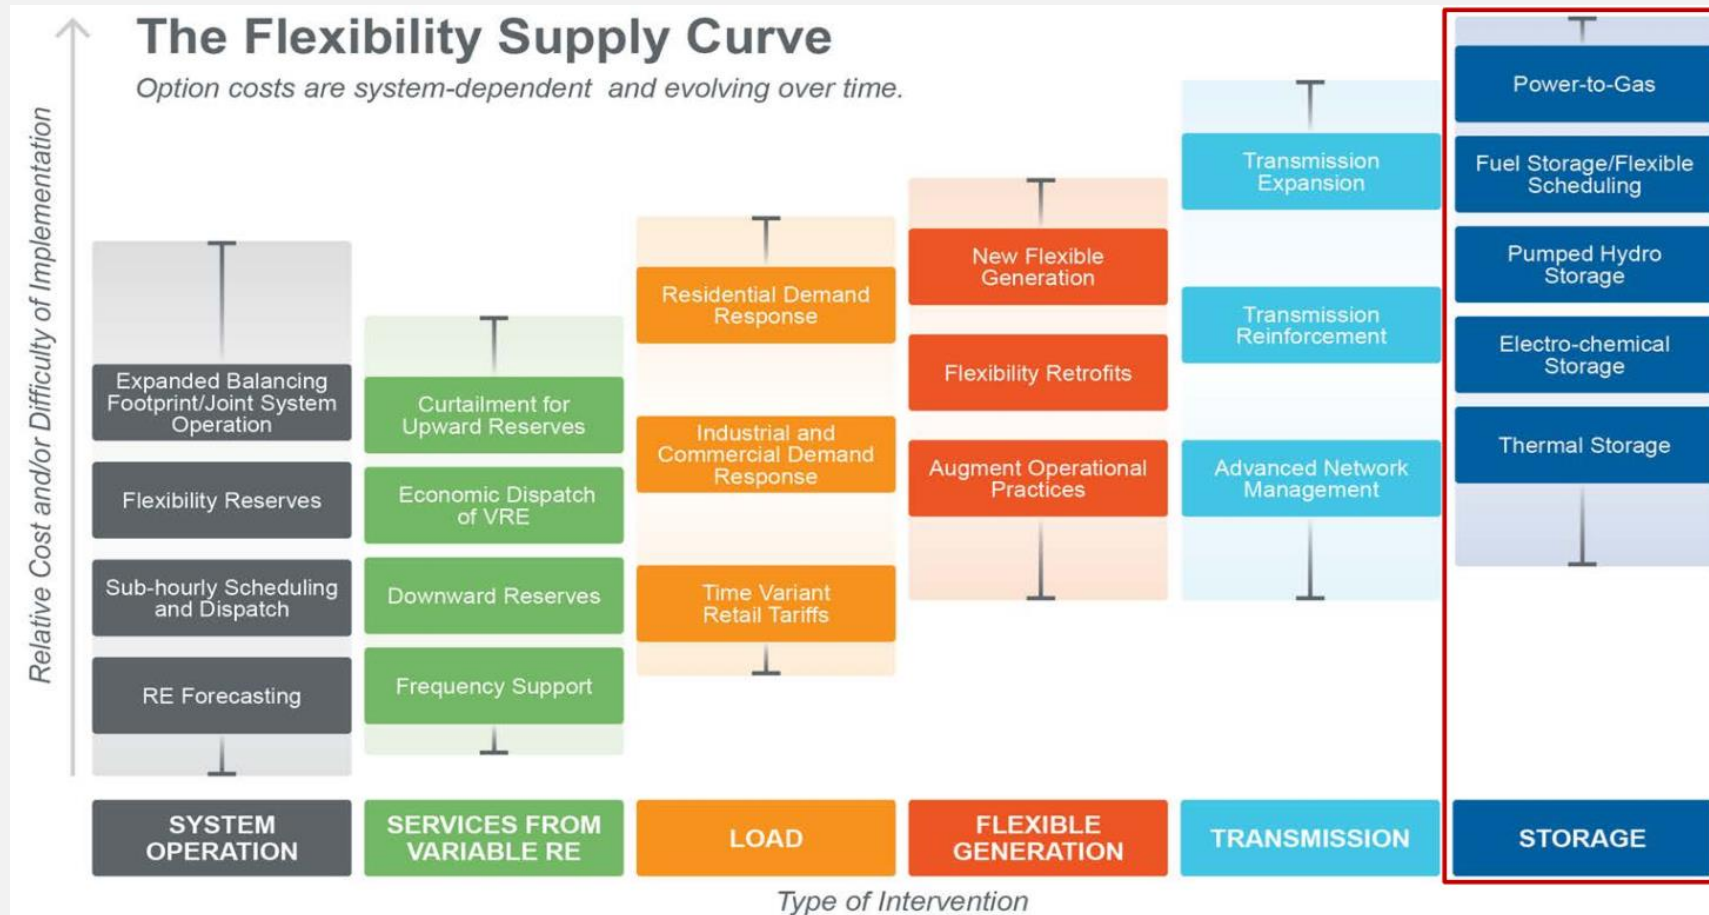 The Flexibility Supply Curve
Option costs are system-dependent and evolving over time.
Relative Cost and/or Difficulty of Implementation
Expanded Balancing
Footprint/Joint System
Operation
Flexibility Reserves
Sub-hourly Scheduling
and Dispatch
RE Forecasting
SYSTEM
OPERATION
Curtailment for
Upward Reserves
Economic Dispatch
of VRE
Downward Reserves
Frequency Support
SERVICES FROM
VARIABLE RE
Residential Demand
Response
Industrial and
Commercial Demand
Response
Time Variant
Retail Tariffs
LOAD
New Flexible
Generation
Flexibility Retrofits
Augment Operational
Practices
FLEXIBLE
GENERATION
Transmission
Expansion
Transmission
Reinforcement
Advanced Network
Management
TRANSMISSION
Power-to-Gas
Fuel Storage/Flexible
Scheduling
Pumped Hydro
Storage
Electro-chemical
Storage
Thermal Storage
STORAGE
Type of Intervention